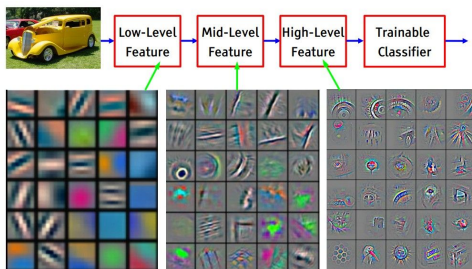 Low-Level
Feature
Mid-Level
Feature
High-Level
Feature
Trainable
Classifier